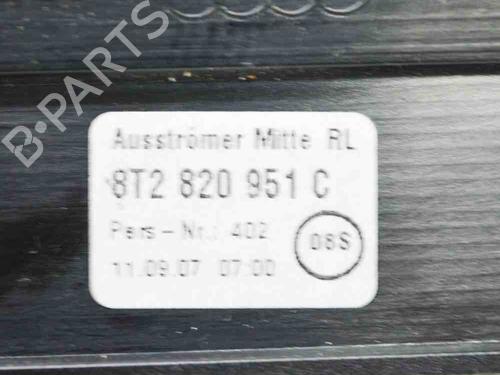 B-PARTS
Ausströmer Mitte RL
8T2 820 951 C
Pers-Nr.: 402
08S
11.09.07 07:00